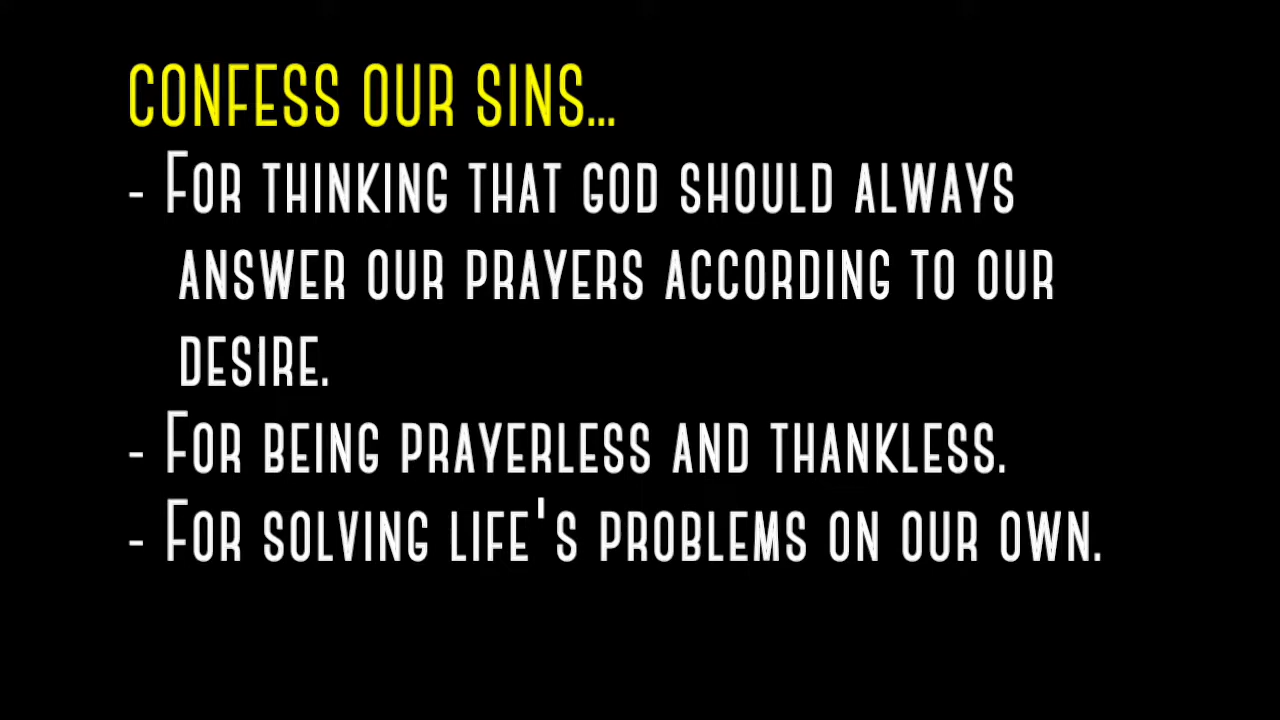 CONFESS OUR SINS...
- FOR THINKING THAT GOD SHOULD ALWAYS
ANSWER OUR PRAYERS ACCORDING TO OUR
DESIRE.
- FOR BEING PRAYERLESS AND THANKLESS.
- FOR SOLVING LIFE'S PROBLEMS ON OUR OWN.